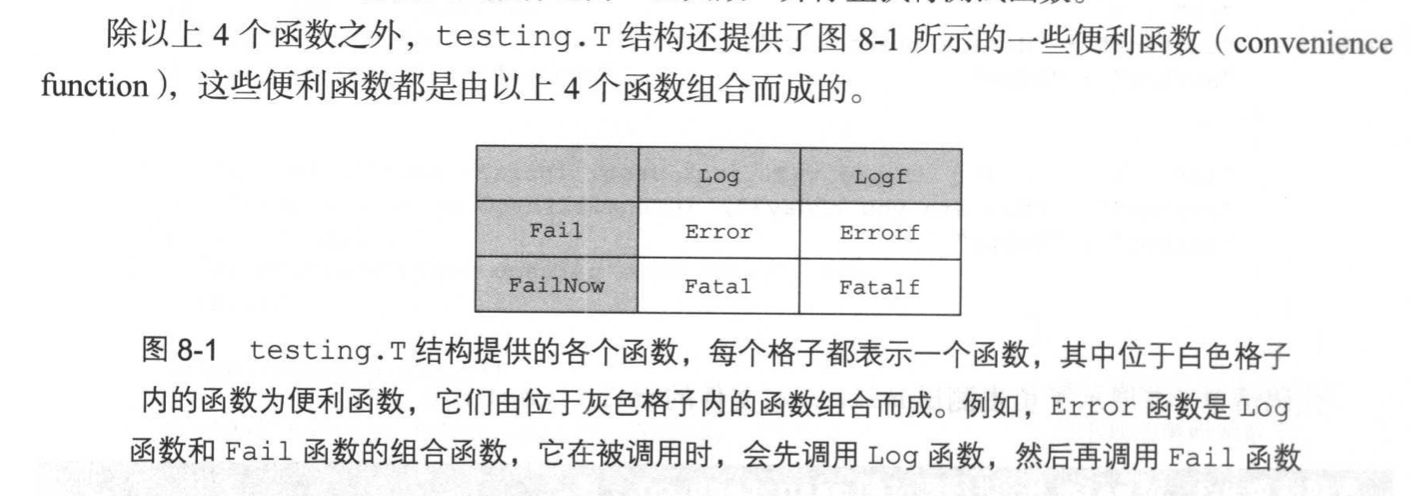 除以上 4 个函数之外，testing.T 结构还提供了图 8-1 所示的一些便利函数（convenience
function），这些便利函数都是由以上 4 个函数组合而成的。
Log Logf
Fail Error Errorf
FailNow Fatal Fatalf
图 8-1 testing.T 结构提供的各个函数，每个格子都表示一个函数，其中位于白色格子
内的函数为便利函数，它们由位于灰色格子内的函数组合而成。例如，Error 函数是 Log
函数和 Fail 函数的组合函数，它在被调用时，会先调用 Log 函数，然后再调用 Fail 函数